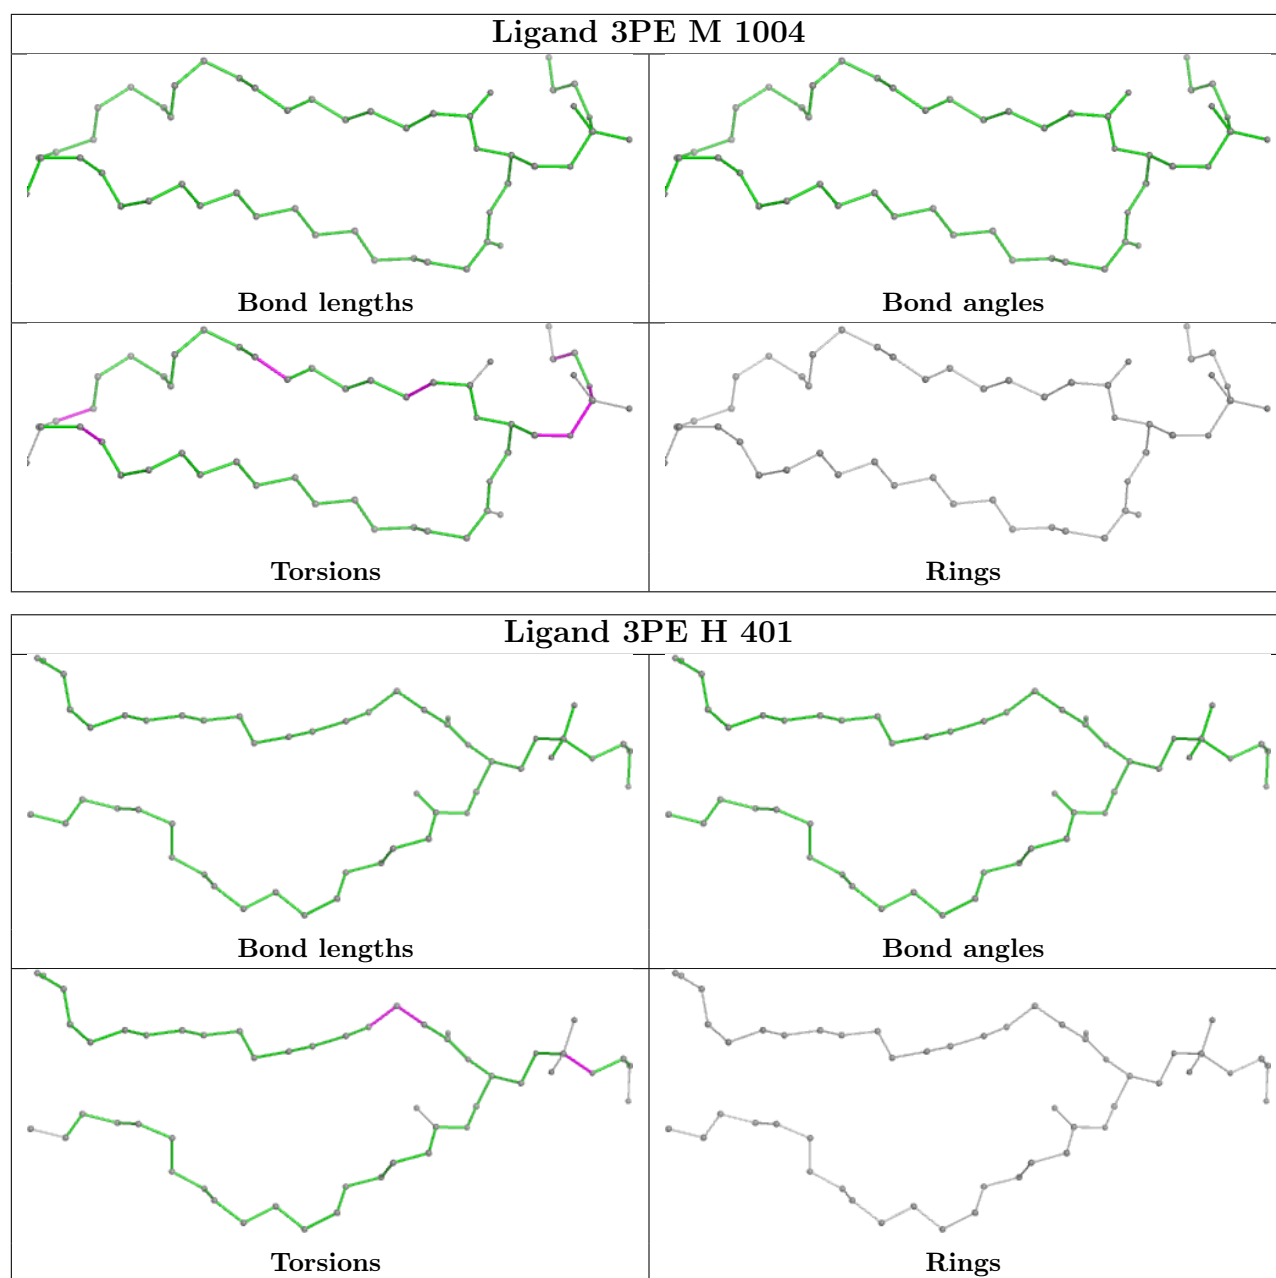 Ligand 3PE M 1004
Bond lengths
Bond angles
Torsions
Rings
Ligand 3PE H 401
Bond lengths
Bond angles
Torsions
Rings